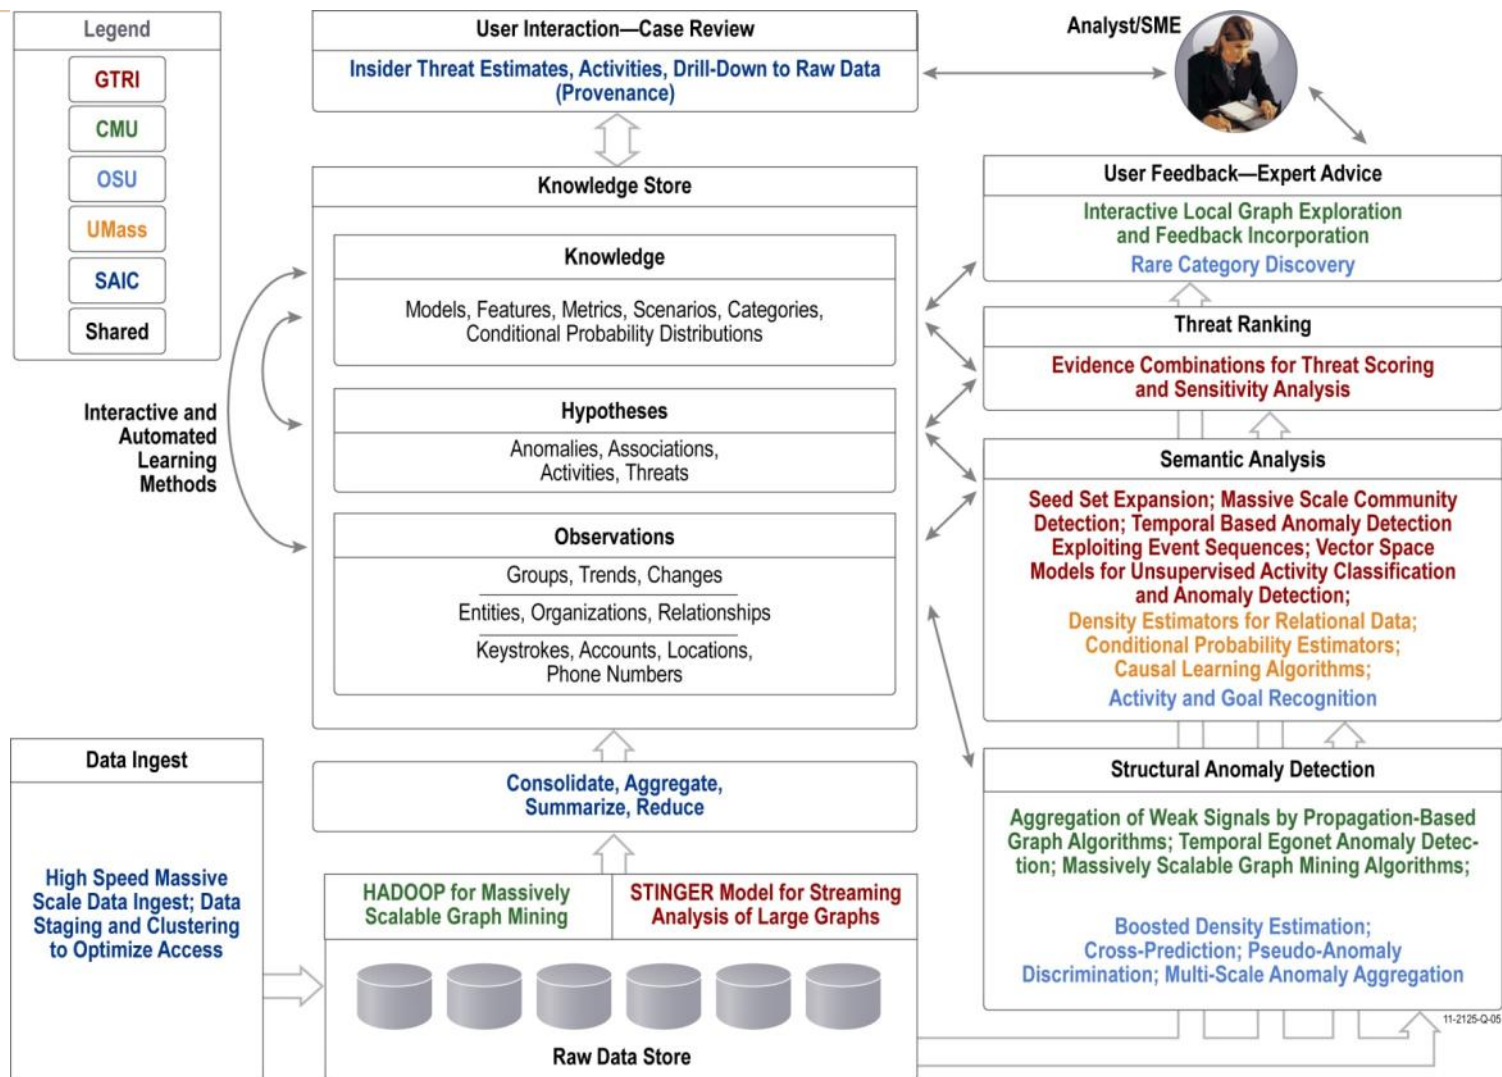 Legend
GTRI
CMU
OSU
UMass
SAIC
Shared
User Interaction—Case Review
Insider Threat Estimates, Activities, Drill-Down to Raw Data
(Provenance)
Analyst/SME
Knowledge Store
Knowledge
Models, Features, Metrics, Scenarios, Categories,
Conditional Probability Distributions
Hypotheses
Anomalies, Associations,
Activities, Threats
Observations
Groups, Trends, Changes
Entities, Organizations, Relationships
Keystrokes, Accounts, Locations,
Phone Numbers
Interactive and
Automated
Learning
Methods
User Feedback—Expert Advice
Interactive Local Graph Exploration
and Feedback Incorporation
Rare Category Discovery
Threat Ranking
Evidence Combinations for Threat Scoring
and Sensitivity Analysis
Semantic Analysis
Seed Set Expansion; Massive Scale Community
Detection; Temporal Based Anomaly Detection
Exploiting Event Sequences; Vector Space
Models for Unsupervised Activity Classification
and Anomaly Detection;
Density Estimators for Relational Data;
Conditional Probability Estimators;
Causal Learning Algorithms;
Activity and Goal Recognition
Structural Anomaly Detection
Aggregation of Weak Signals by Propagation-Based
Graph Algorithms; Temporal Egonet Anomaly Detec-
tion; Massively Scalable Graph Mining Algorithms;
Boosted Density Estimation;
Cross-Prediction; Pseudo-Anomaly
Discrimination; Multi-Scale Anomaly Aggregation
Data Ingest
High Speed Massive
Scale Data Ingest; Data
Staging and Clustering
to Optimize Access
Consolidate, Aggregate,
Summarize, Reduce
HADOOP for Massively
Scalable Graph Mining
STINGER Model for Streaming
Analysis of Large Graphs
Raw Data Store
11-2125-Q-05